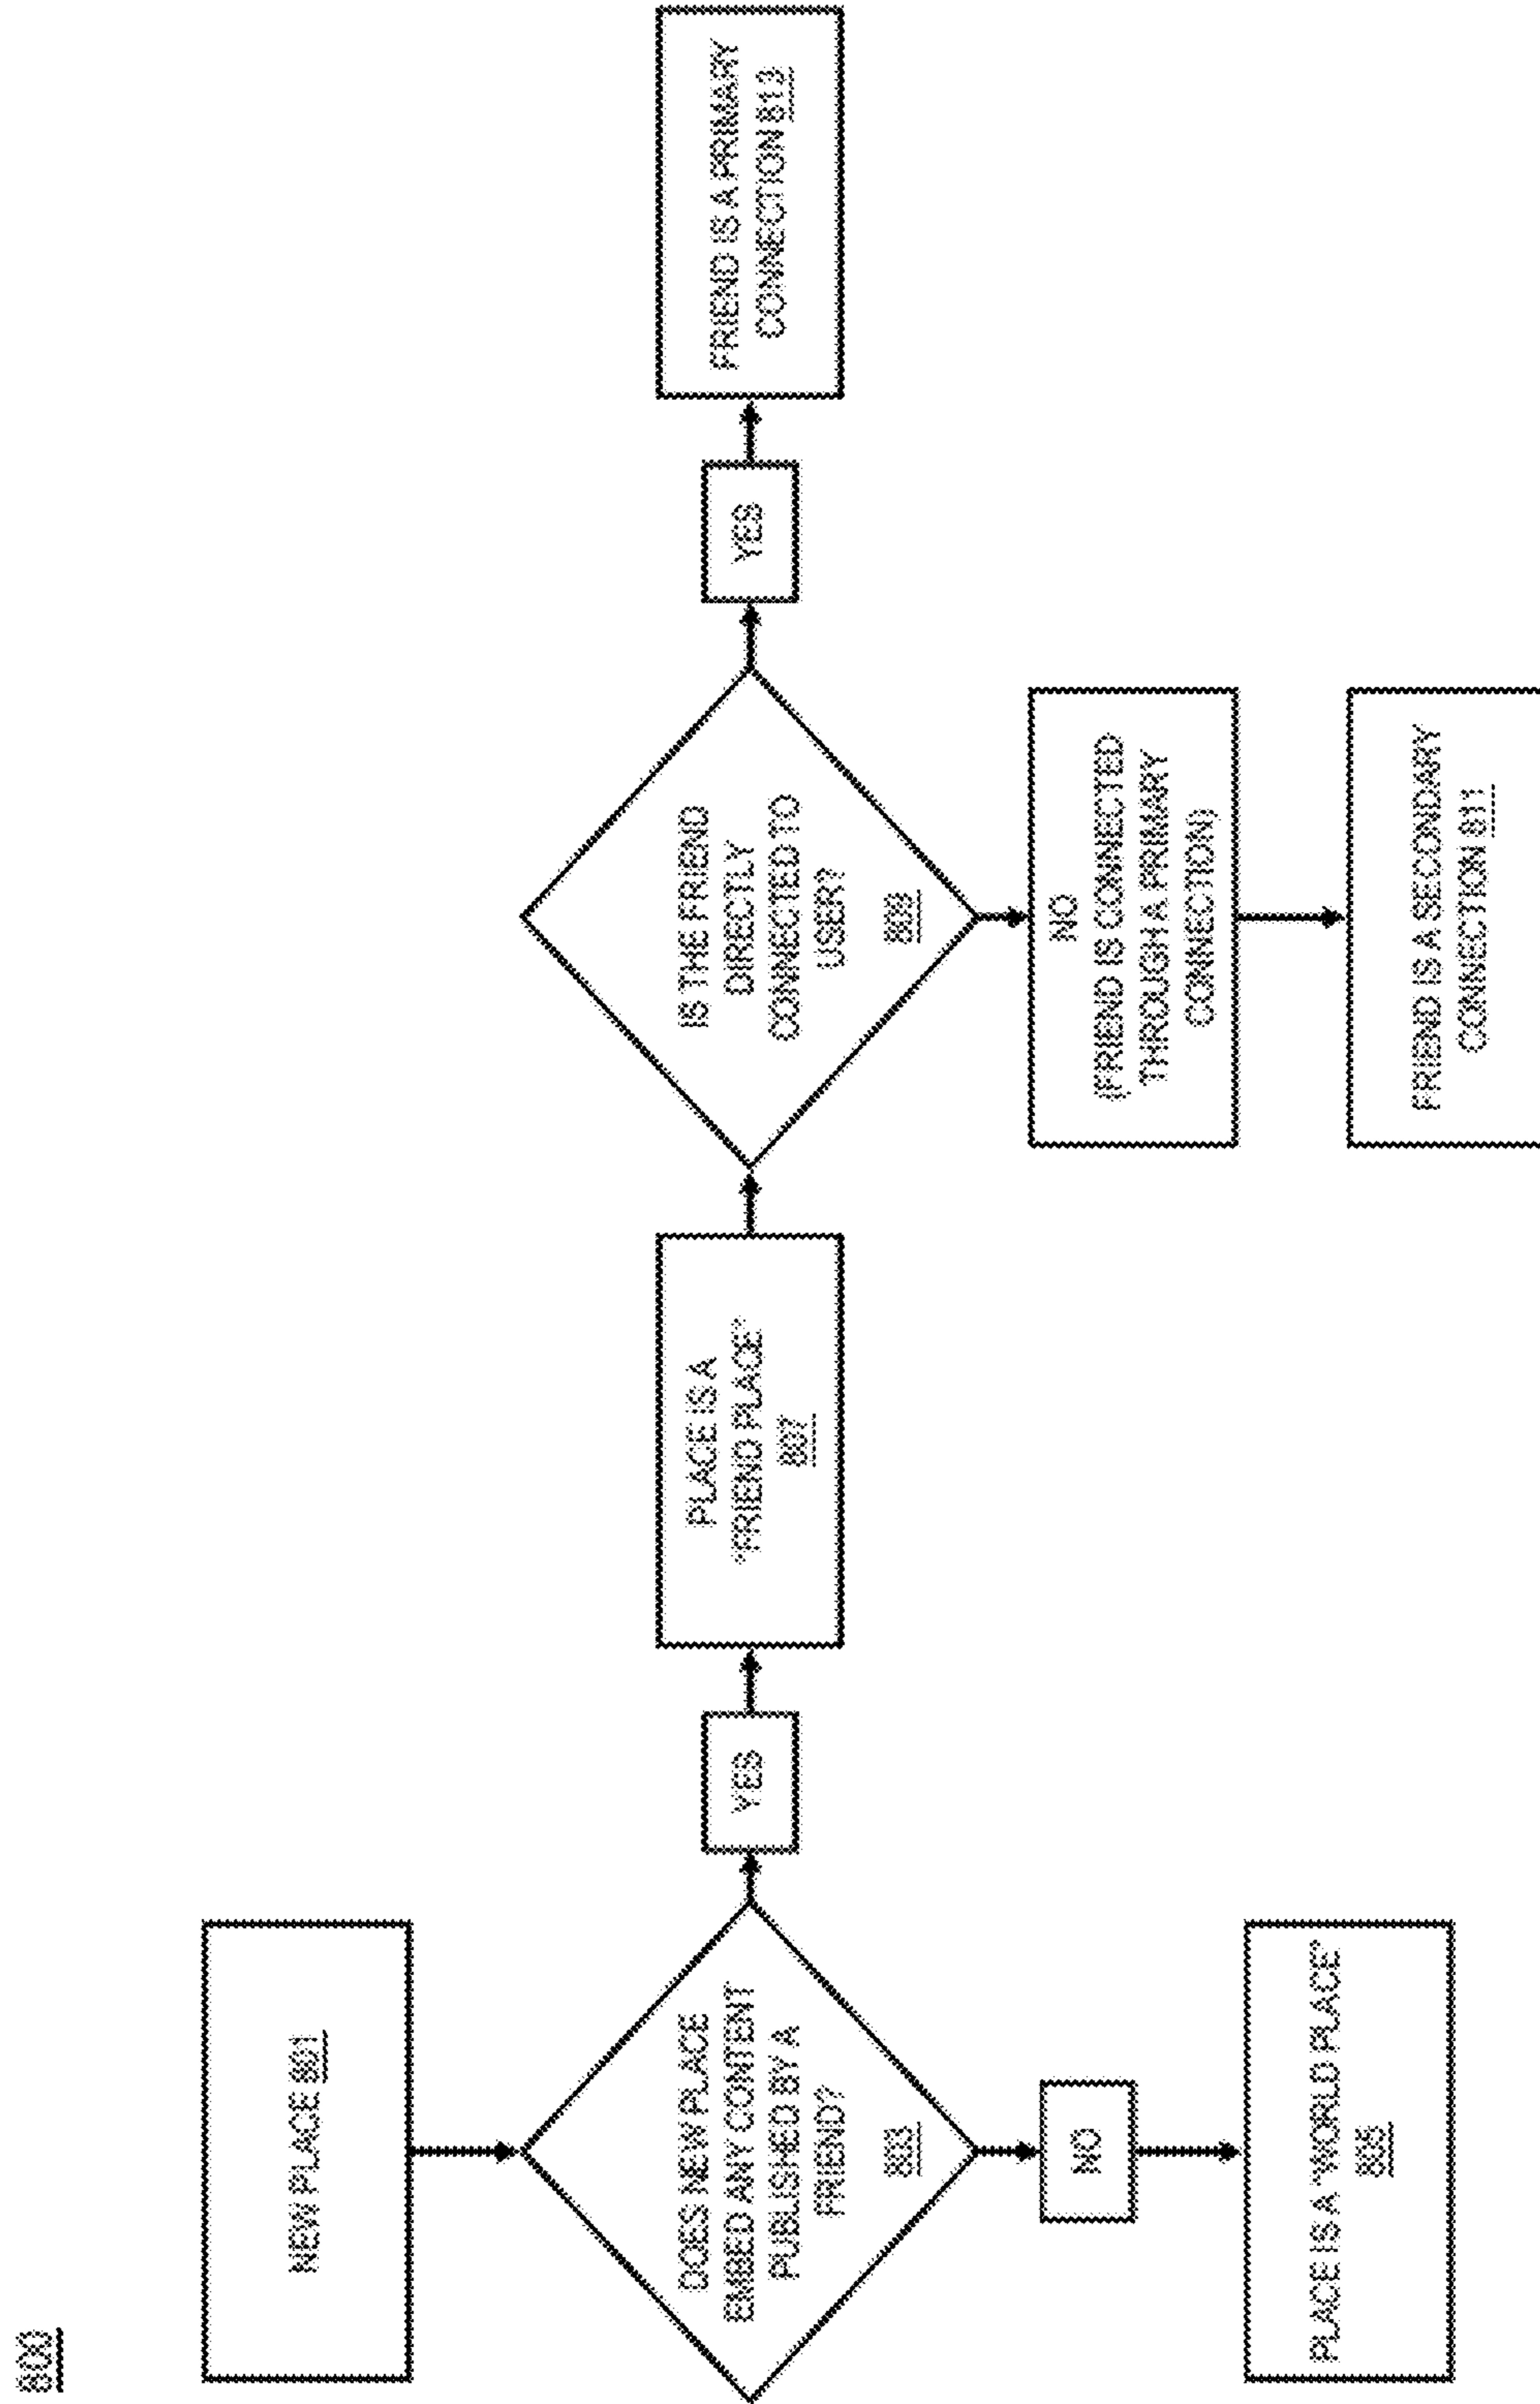 800
NEW PLACE 801
DOES NEW PLACE
EMBED ANY CONTENT
PUBLISHED BY A
FRIEND?
803
NO
PLACE IS A "WORLD PLACE"
805
YES
PLACE IS A
"FRIEND PLACE"
807
IS THE FRIEND
DIRECTLY
CONNECTED TO
USER?
809
NO
(FRIEND IS CONNECTED
THROUGH A PRIMARY
CONNECTION)
FRIEND IS A SECONDARY
CONNECTION 811
YES
FRIEND IS A PRIMARY
CONNECTION 813